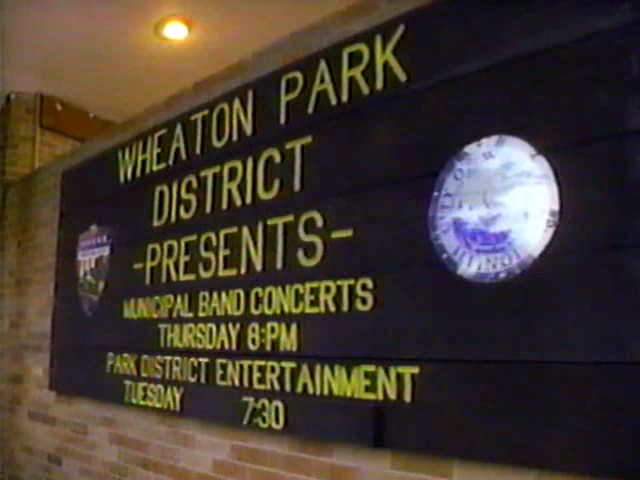 WHEATON PARK
DISTRICT
-PRESENTS-
MUNICIPAL BAND CONCERTS
THURSDAY 8:PM
PARK DISTRICT ENTERTAINMENT
TUESDAY 7:30